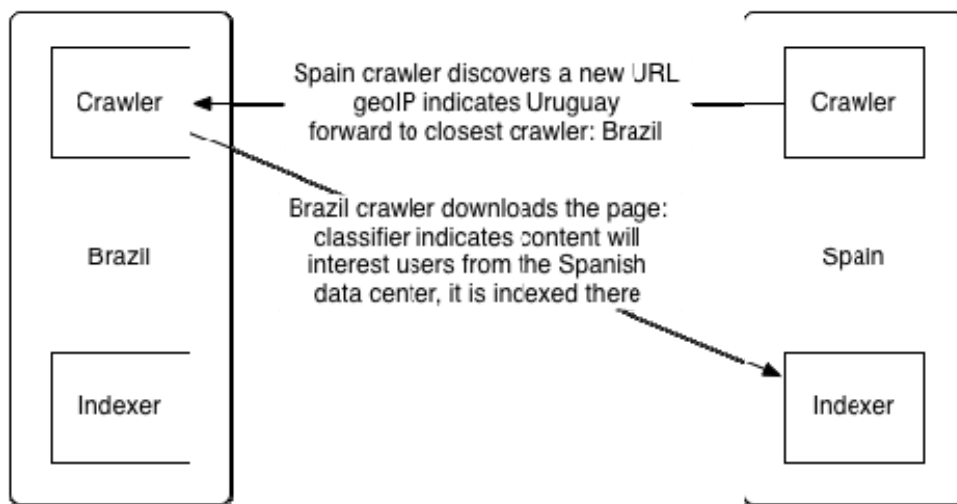 Crawler
Spain crawler discovers a new URL
geoIP indicates Uruguay
forward to closest crawler: Brazil
Crawler
Brazil
Brazil crawler downloads the page:
classifier indicates content will
interest users from the Spanish
data center, it is indexed there
Spain
Indexer
Indexer